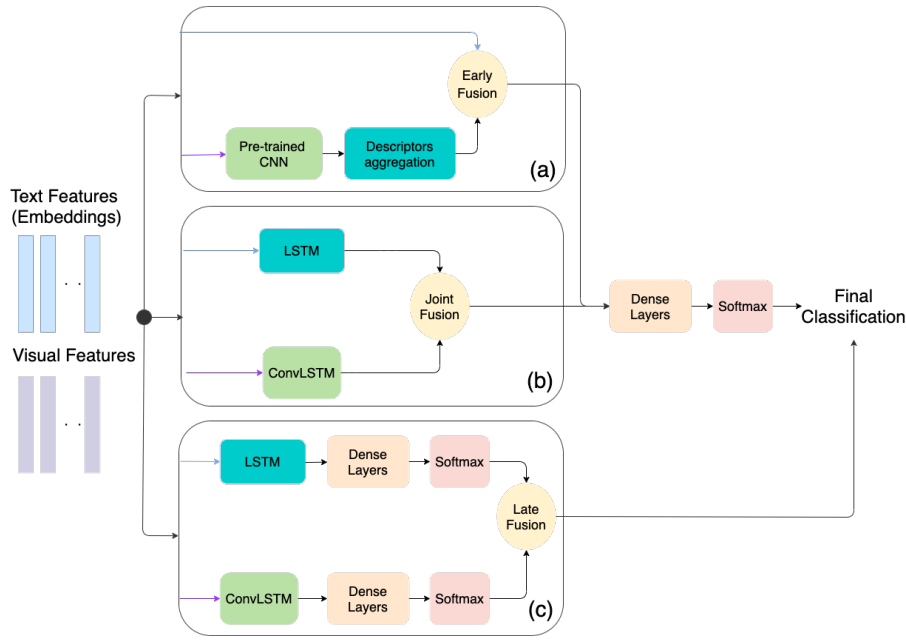 Text Features
(Embeddings)
. .
Visual Features
. .
Early
Fusion
Pre-trained
CNN
Descriptors
aggregation
(a)
LSTM
Joint
Fusion
ConvLSTM
(b)
LSTM
Dense
Layers
Softmax
Late
Fusion
ConvLSTM
Dense
Layers
Softmax
(c)
Dense
Layers
Softmax
Final
Classification